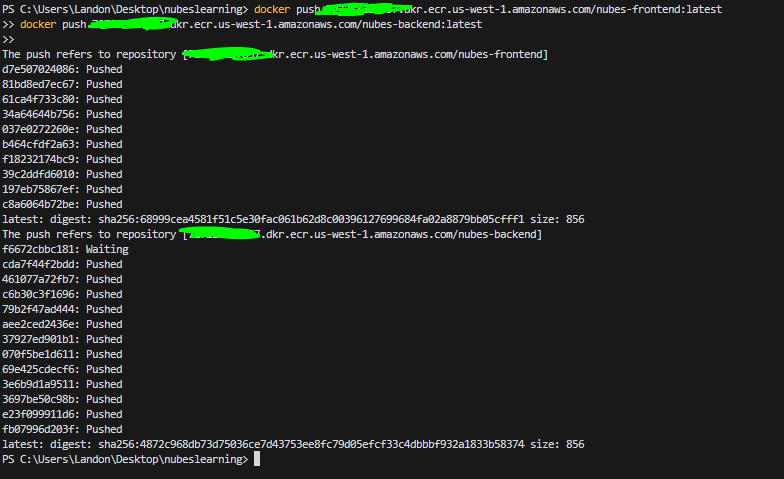 PS C:\Users\Landon\Desktop\nubeslearning> docker push .dkr.ecr.us-west-1.amazonaws.com/nubes-frontend:latest
>> docker push .dkr.ecr.us-west-1.amazonaws.com/nubes-backend:latest
>>
The push refers to repository [ .dkr.ecr.us-west-1.amazonaws.com/nubes-frontend]
d7e507024086: Pushed
81bd8ed7ec67: Pushed
61ca4f733c80: Pushed
34a64644b756: Pushed
037e0272260e: Pushed
b464cfdf2a63: Pushed
f18232174bc9: Pushed
39c2ddfd6010: Pushed
197eb75867ef: Pushed
c8a6064b72be: Pushed
latest: digest: sha256:68999cea4581f51c5e30fac061b62d8c00396127699684fa02a8879bb05cfff1 size: 856
The push refers to repository [ 7.dkr.ecr.us-west-1.amazonaws.com/nubes-backend]
f6672cbbc181: Waiting
cda7f44f2bdd: Pushed
461077a72fb7: Pushed
c6b30c3f1696: Pushed
79b2f47ad444: Pushed
aee2ced2436e: Pushed
37927ed901b1: Pushed
070f5be1d611: Pushed
69e425cdecf6: Pushed
3e6b9d1a9511: Pushed
3697be50c98b: Pushed
e23f099911d6: Pushed
fb07996d203f: Pushed
latest: digest: sha256:4872c968db73d75036ce7d43753ee8fc79d05efcf33c4dbbbf932a1833b58374 size: 856
PS C:\Users\Landon\Desktop\nubeslearning>